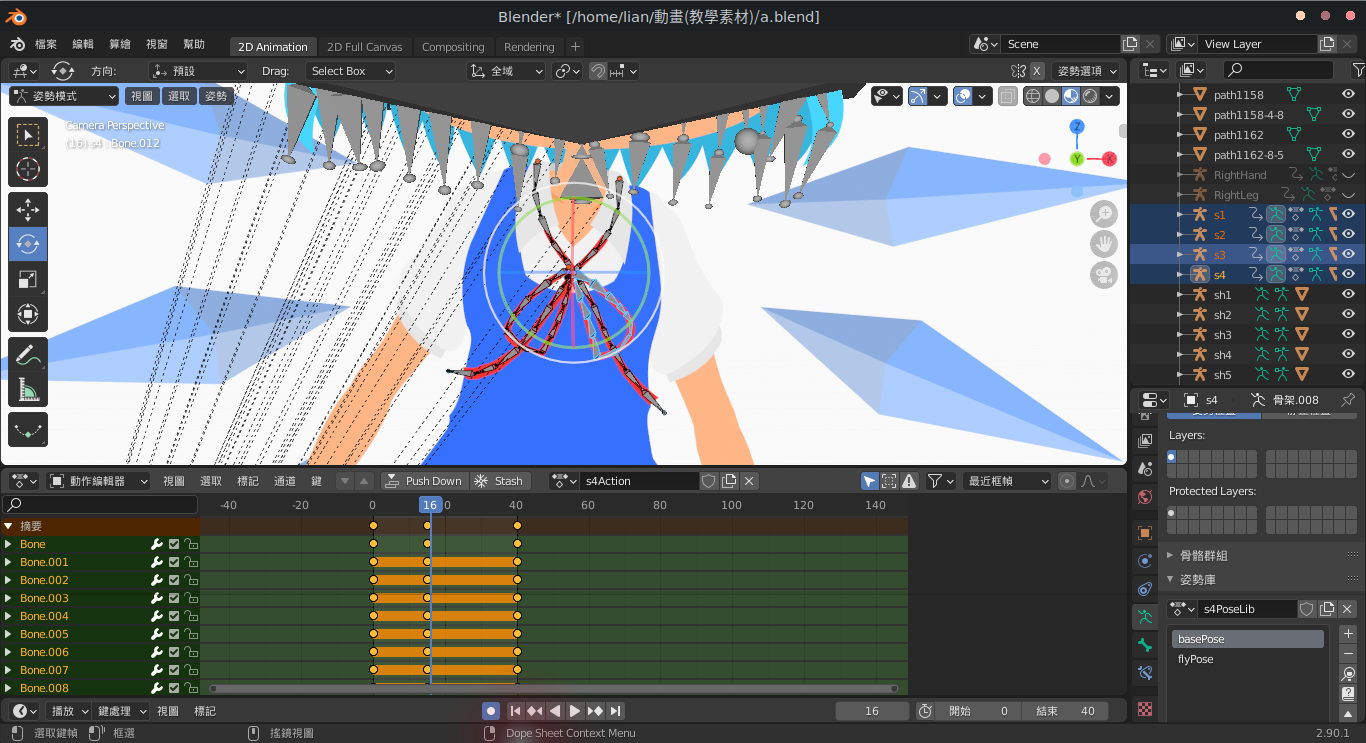 Blender* [/home/lian/動畫(教學素材)/a.blend]
檔案 編輯 算繪 視窗 幫助 2D Animation 2D Full Canvas Compositing Rendering + Scene View Layer
方向: 預設 Drag: Select Box 全域 X 姿勢選項
姿勢模式 視圖 選取 姿勢
Camera Perspective
(16) s4 : Bone.012
Z
Y X
path1158
path1158-4-8
path1162
path1162-8-5
RightHand
RightLeg
s1
s2
s3
s4
sh1
sh2
sh3
sh4
sh5
s4 骨架.008
Layers:
Protected Layers:
骨骼群組
姿勢庫
s4PoseLib
basePose
flyPose
動作編輯器 視圖 選取 標記 通道 鍵 Push Down Stash s4Action 最近框幀
-40 -20 0 16 20 40 60 80 100 120 140
摘要
Bone
Bone.001
Bone.002
Bone.003
Bone.004
Bone.005
Bone.006
Bone.007
Bone.008
播放 鍵處理 視圖 標記 16 開始 0 結束 40
選取鍵幀 框選 搖鏡視圖 Dope Sheet Context Menu 2.90.1